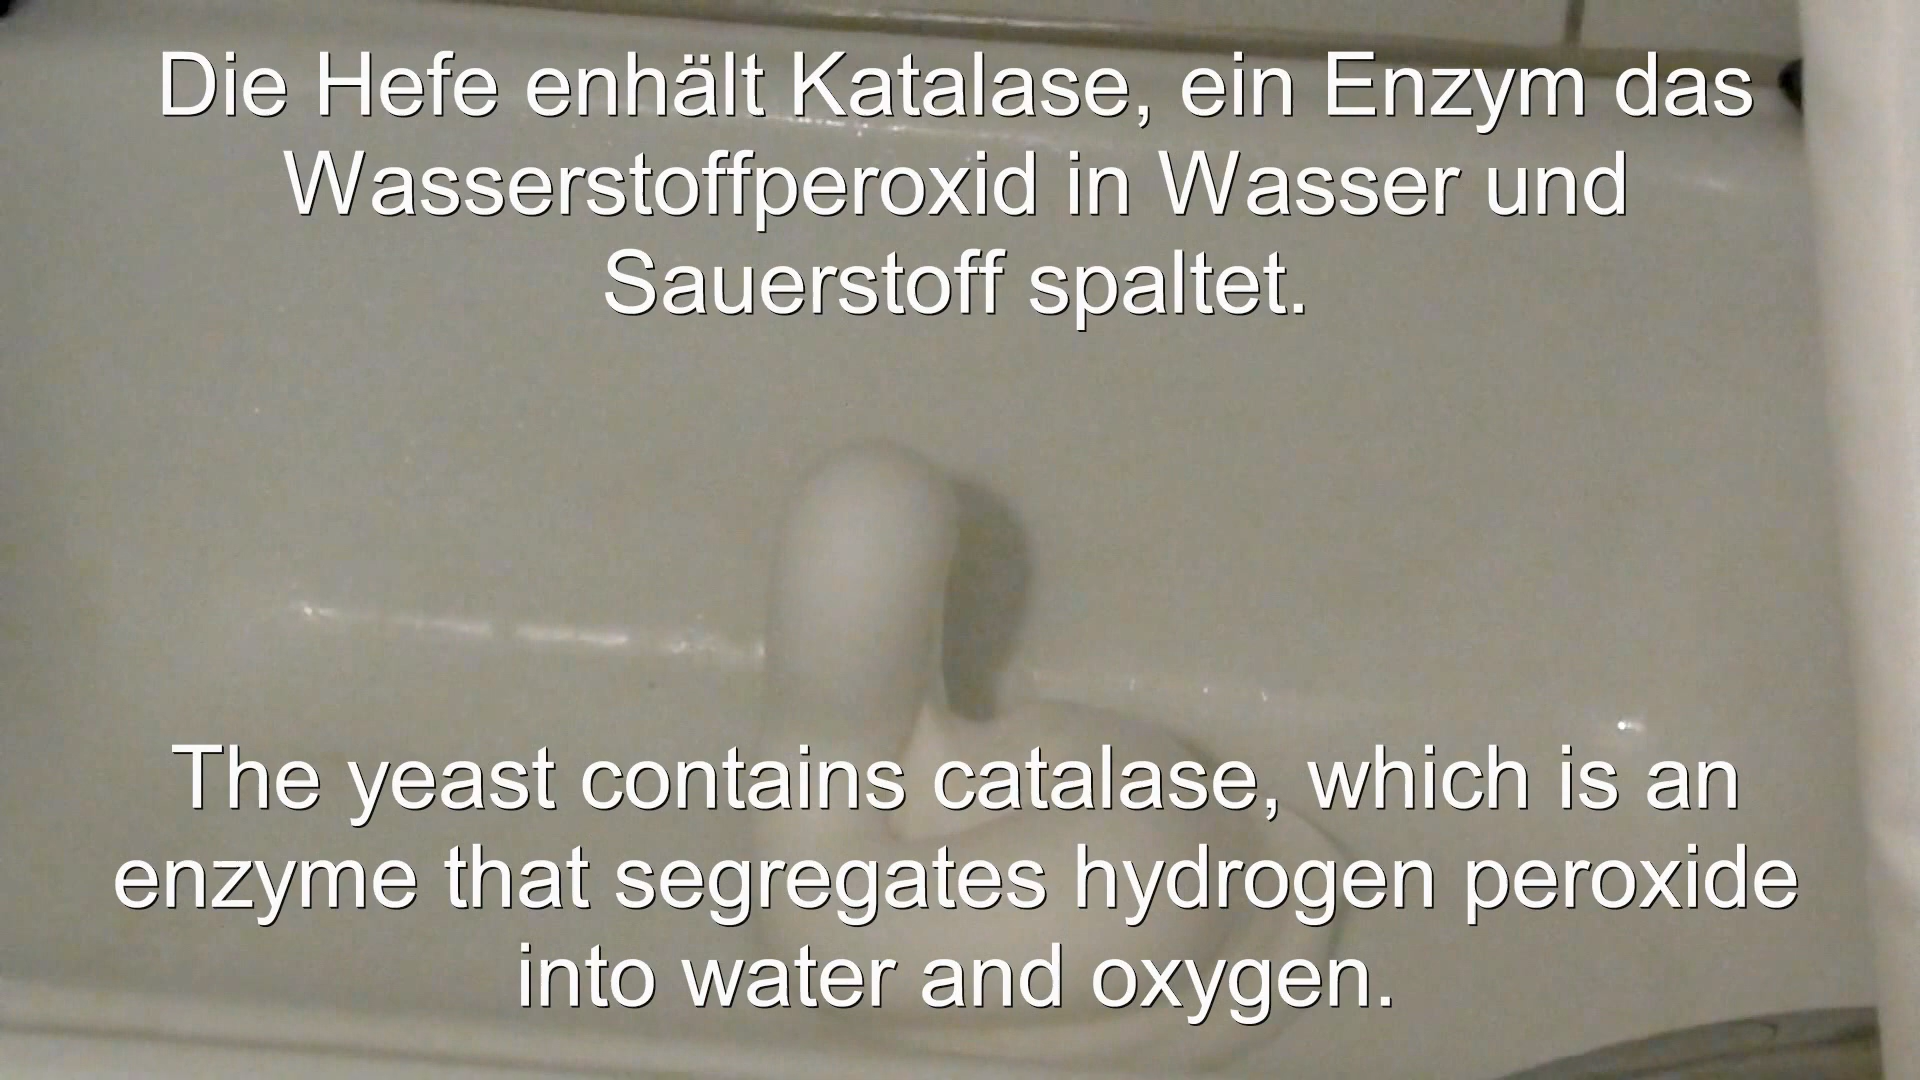 Die Hefe enhält Katalase, ein Enzym das
Wasserstoffperoxid in Wasser und
Sauerstoff spaltet.
The yeast contains catalase, which is an
enzyme that segregates hydrogen peroxide
into water and oxygen.